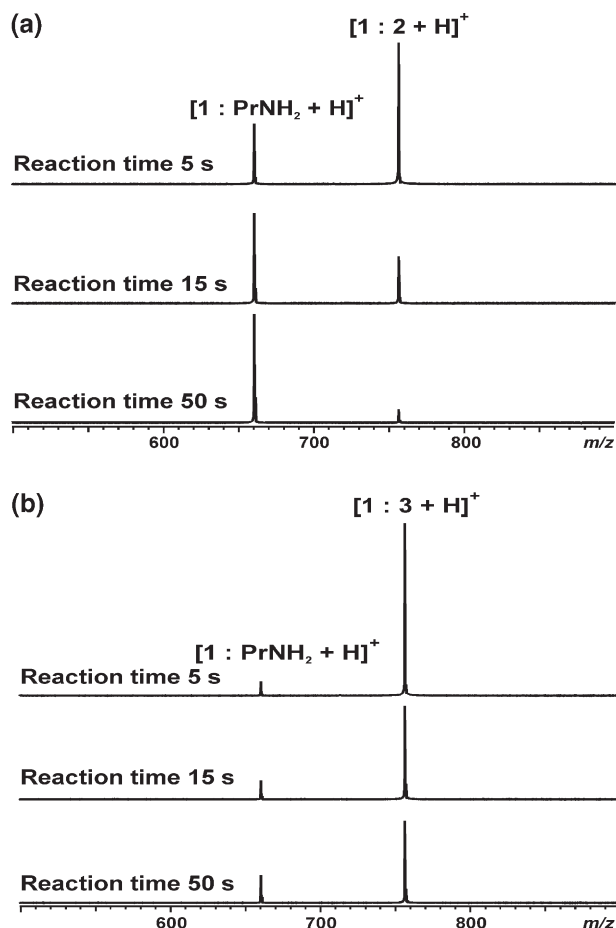 (a)
[1 : 2 + H]⁺
[1 : PrNH₂ + H]⁺
Reaction time 5 s
Reaction time 15 s
Reaction time 50 s
600 700 800 m/z
(b)
[1 : 3 + H]⁺
[1 : PrNH₂ + H]⁺
Reaction time 5 s
Reaction time 15 s
Reaction time 50 s
600 700 800 m/z